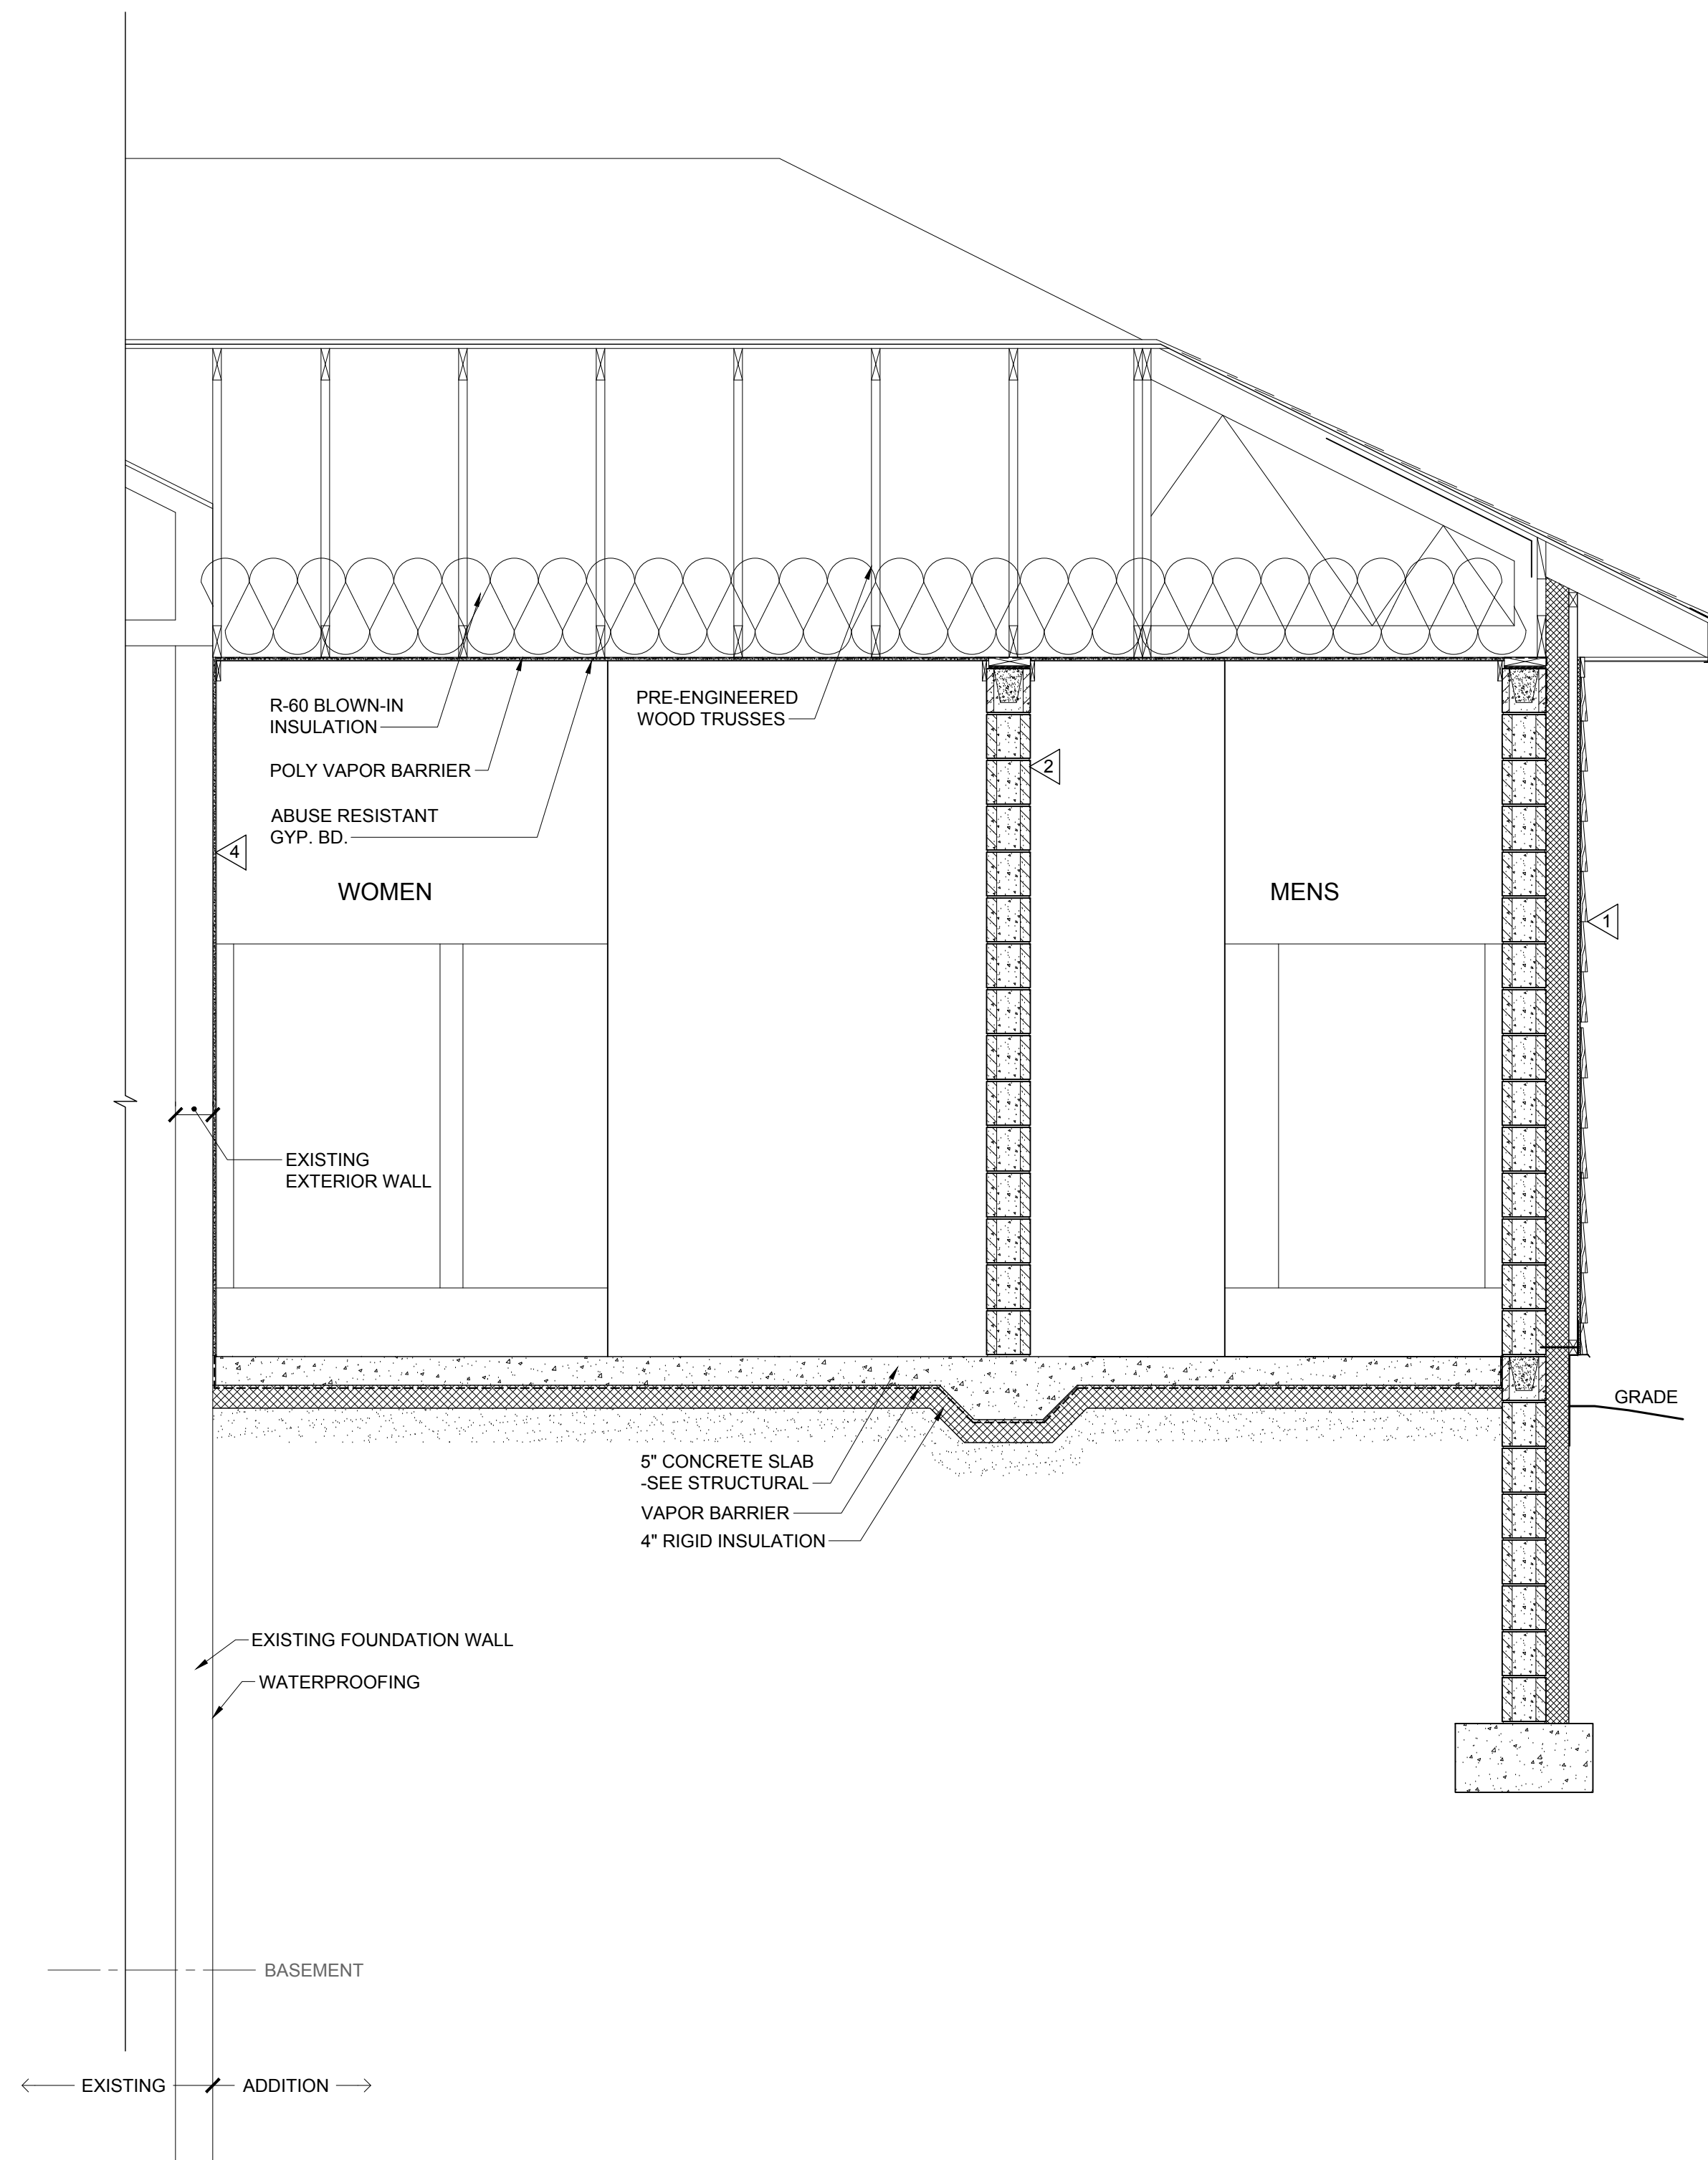 R-60 BLOWN-IN
INSULATION
POLY VAPOR BARRIER
ABUSE RESISTANT
GYP. BD.
PRE-ENGINEERED
WOOD TRUSSES
2
4
WOMEN
MENS
1
EXISTING
EXTERIOR WALL
GRADE
5" CONCRETE SLAB
-SEE STRUCTURAL
VAPOR BARRIER
4" RIGID INSULATION
EXISTING FOUNDATION WALL
WATERPROOFING
BASEMENT
EXISTING
ADDITION